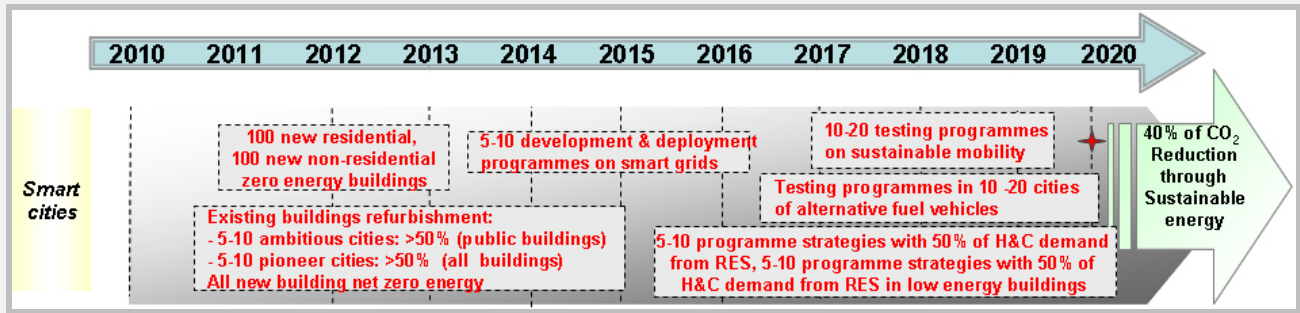 2010 2011 2012 2013 2014 2015 2016 2017 2018 2019 2020
Smart
cities
100 new residential,
100 new non-residential
zero energy buildings
5-10 development & deployment
programmes on smart grids
10-20 testing programmes
on sustainable mobility
Existing buildings refurbishment:
- 5-10 ambitious cities: >50% (public buildings)
- 5-10 pioneer cities: >50% (all buildings)
All new building net zero energy
Testing programmes in 10 -20 cities
of alternative fuel vehicles
5-10 programme strategies with 50% of H&C demand
from RES, 5-10 programme strategies with 50% of
H&C demand from RES in low energy buildings
40% of CO₂
Reduction
through
Sustainable
energy